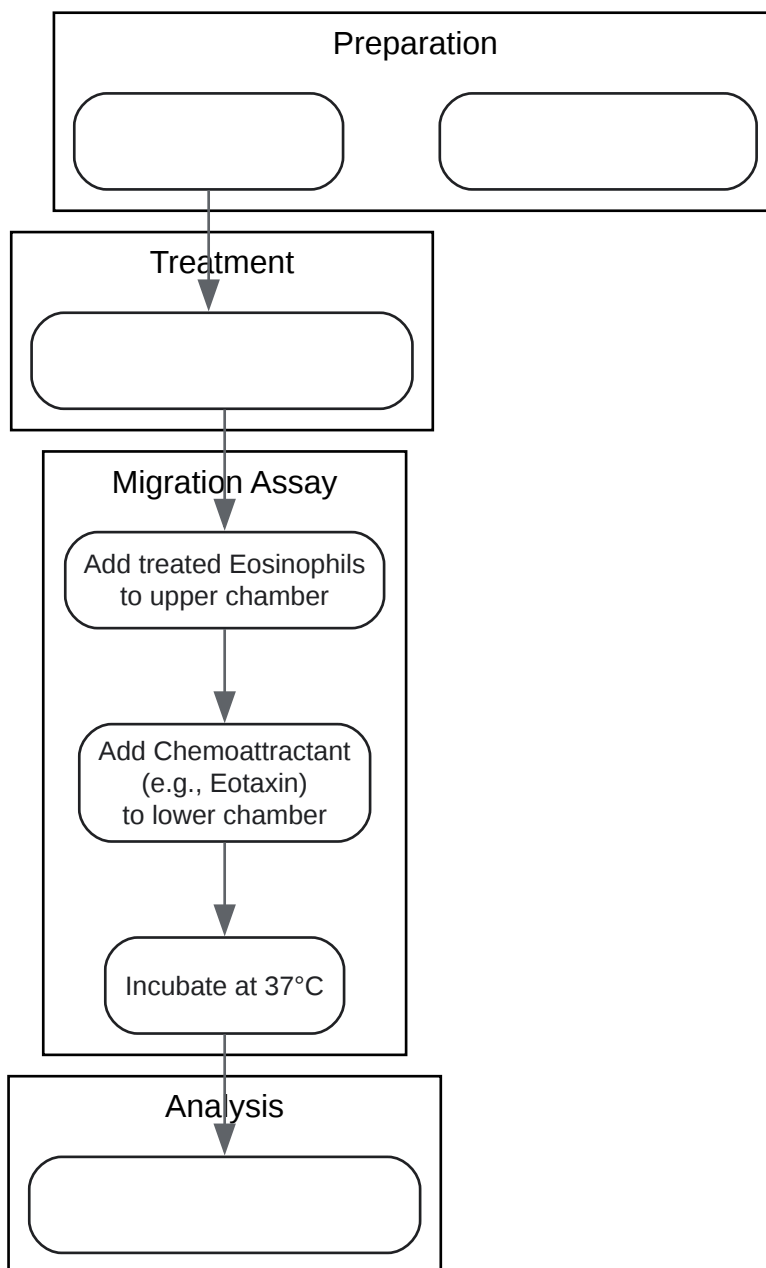 Preparation
Treatment
Migration Assay
Add treated Eosinophils
to upper chamber
Add Chemoattractant
(e.g., Eotaxin)
to lower chamber
Incubate at 37°C
Analysis